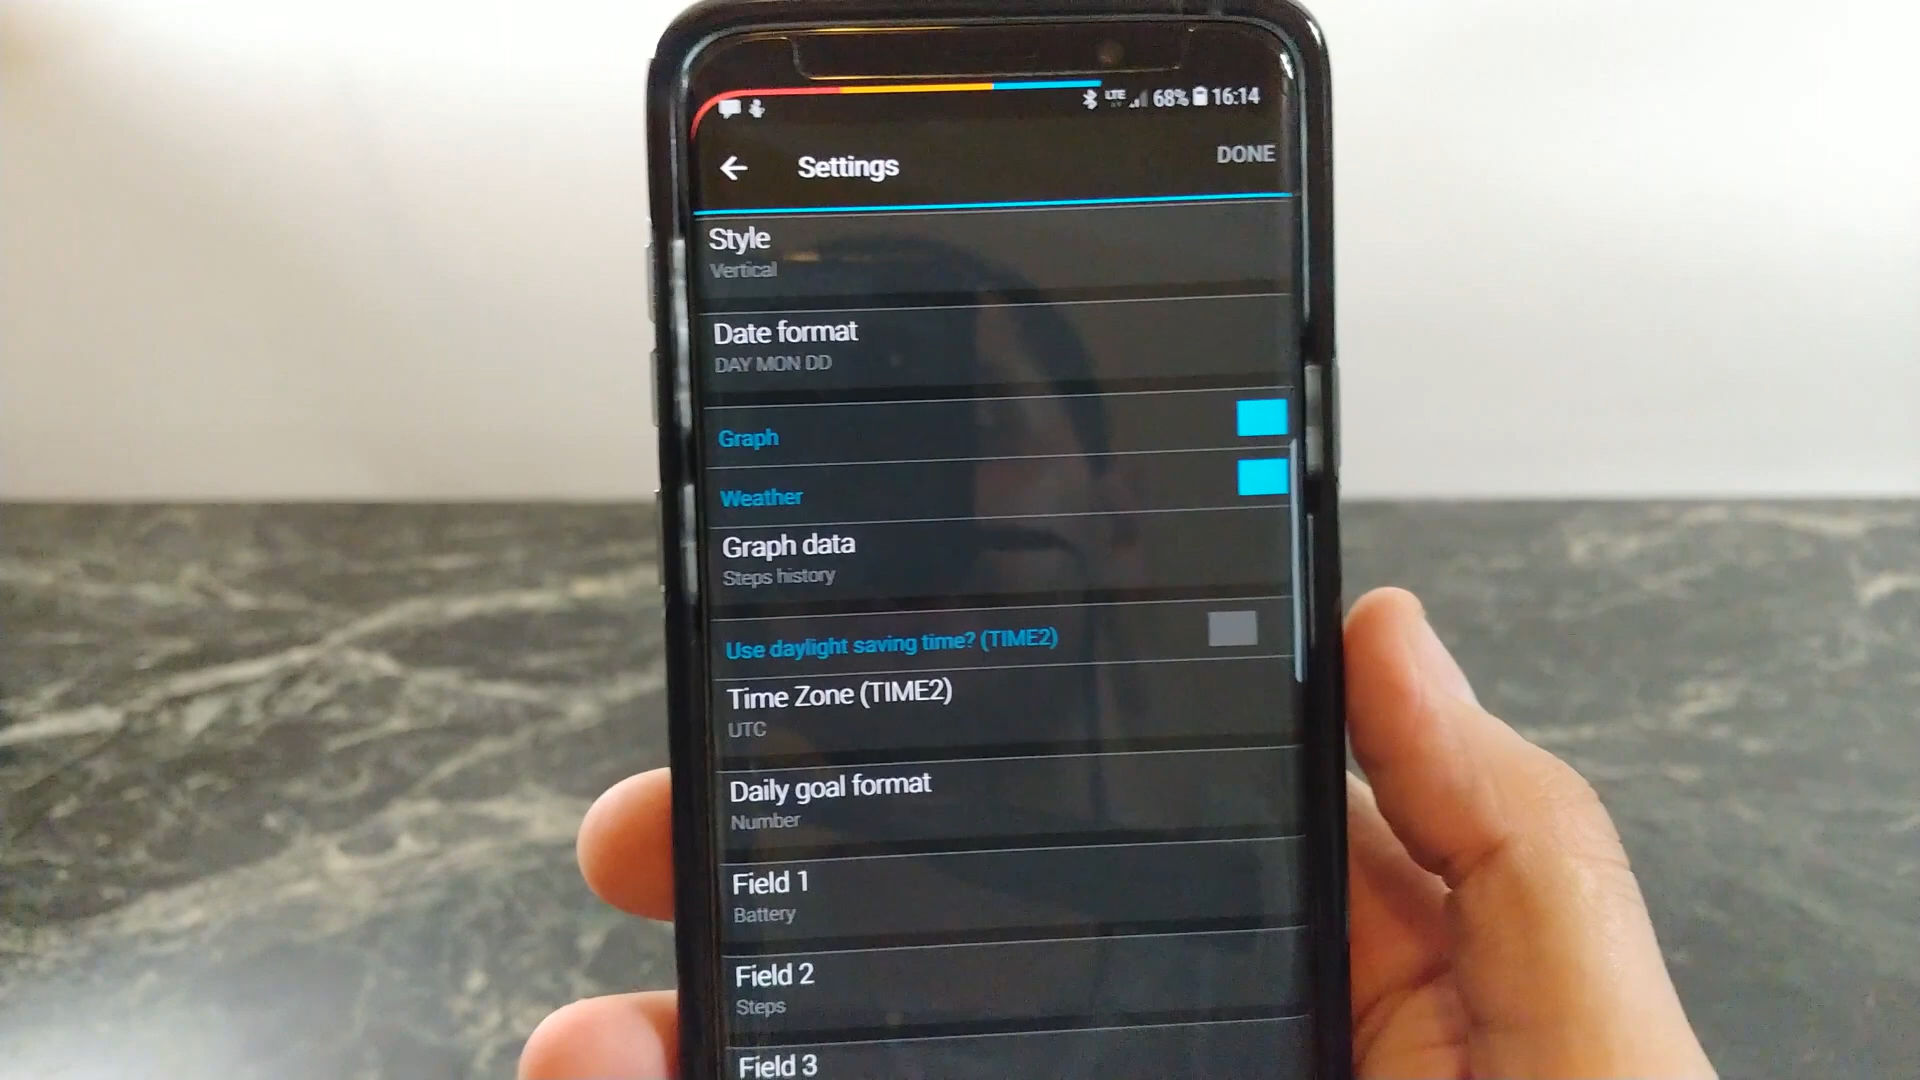 LTE 68% 16:14
Settings
DONE
Style
Vertical
Date format
DAY MON DD
Graph
Weather
Graph data
Steps history
Use daylight saving time? (TIME2)
Time Zone (TIME2)
UTC
Daily goal format
Number
Field 1
Battery
Field 2
Steps
Field 3